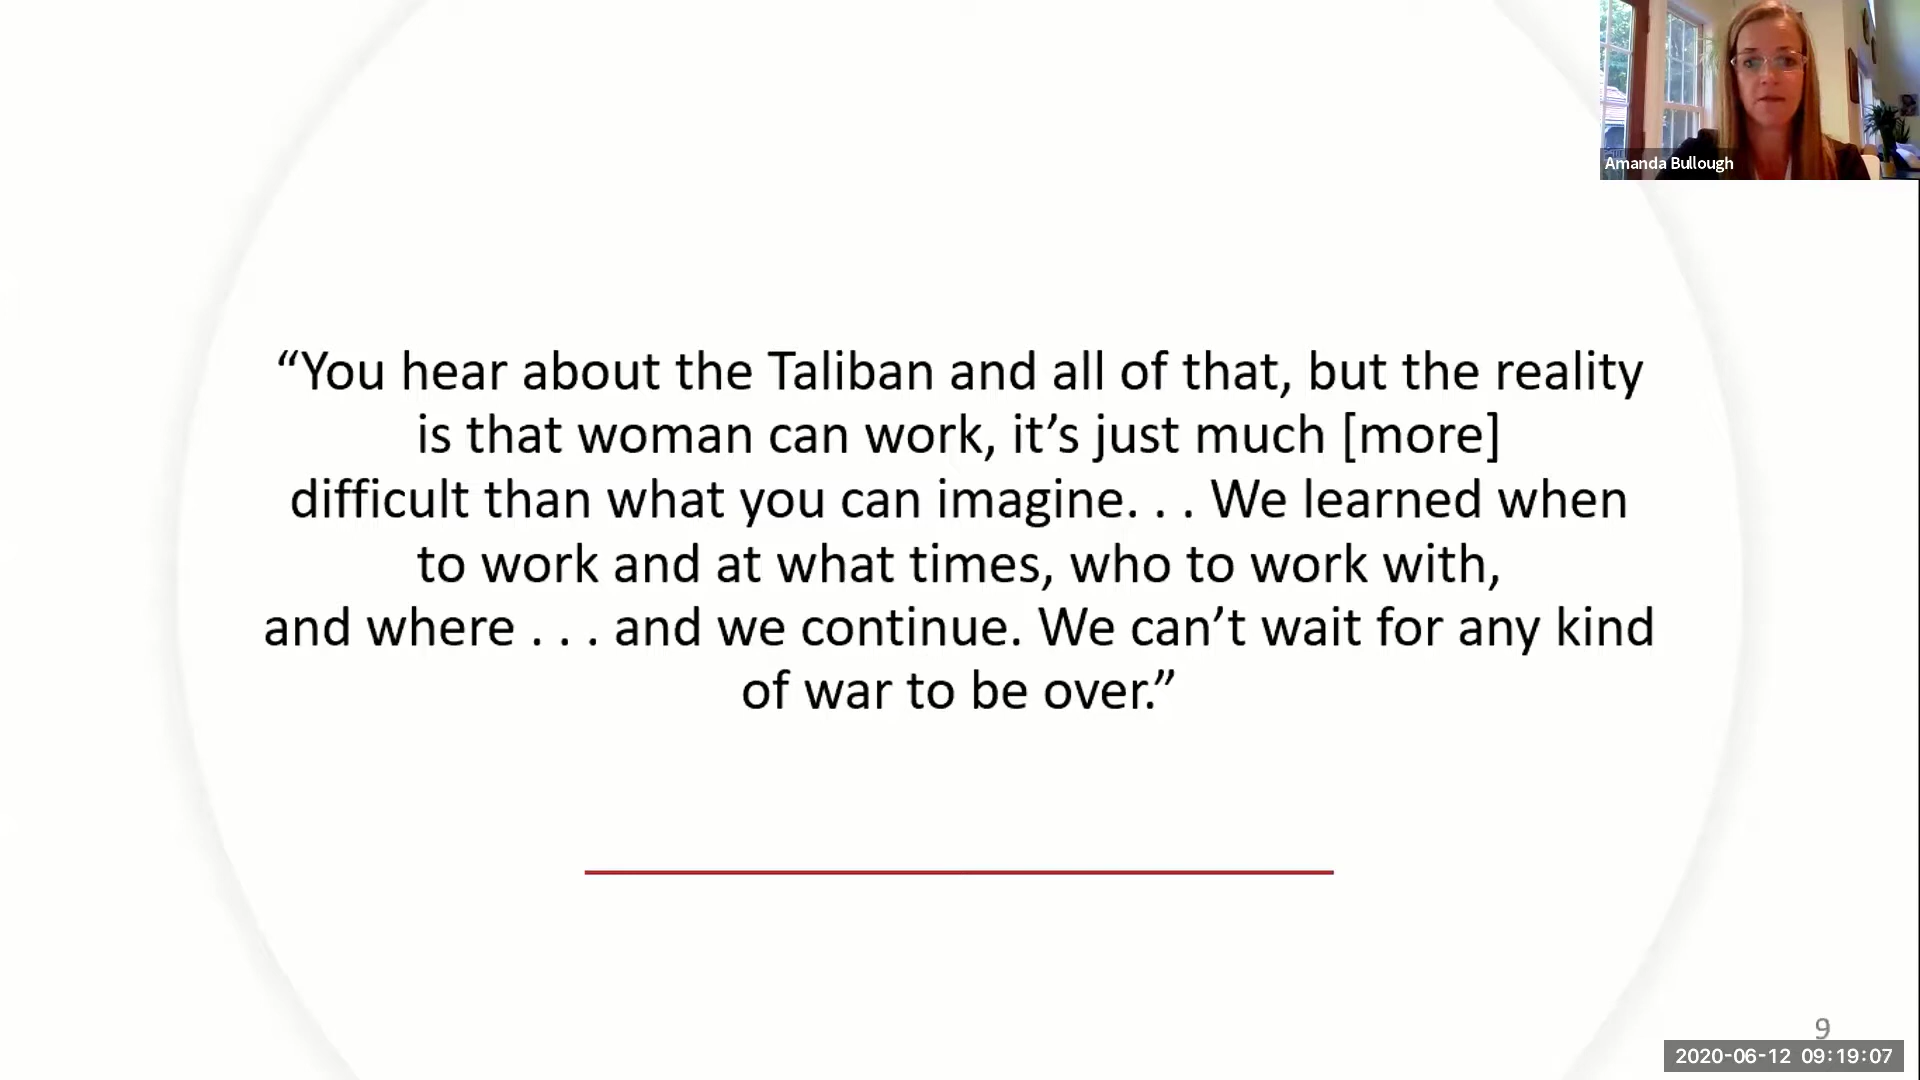 Amanda Bullough
“You hear about the Taliban and all of that, but the reality
is that woman can work, it’s just much [more]
difficult than what you can imagine. . . We learned when
to work and at what times, who to work with,
and where . . . and we continue. We can’t wait for any kind
of war to be over.”
9
2020-06-12 09:19:07